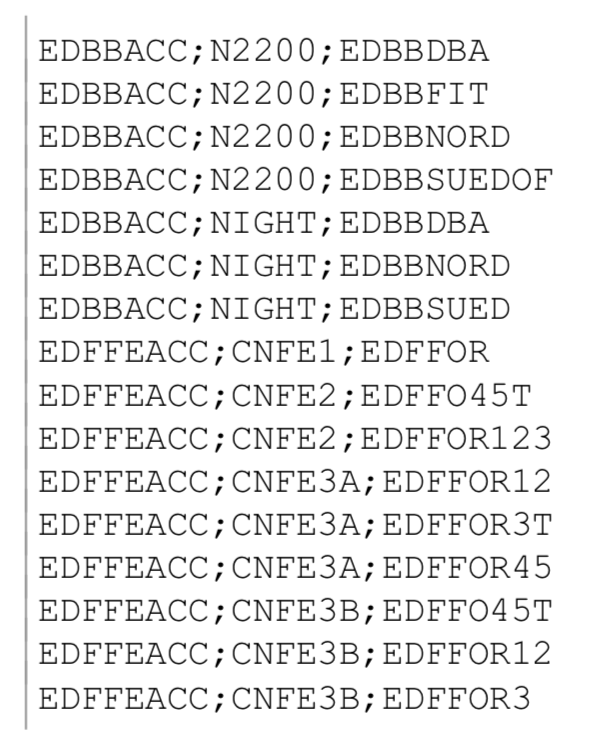 EDBBACC;N2200;EDBBDBA
EDBBACC;N2200;EDBBFIT
EDBBACC;N2200;EDBBNORD
EDBBACC;N2200;EDBBSUEDOF
EDBBACC;NIGHT;EDBBDBA
EDBBACC;NIGHT;EDBBNORD
EDBBACC;NIGHT;EDBBSUED
EDFFEACC;CNFE1;EDFFOR
EDFFEACC;CNFE2;EDFFO45T
EDFFEACC;CNFE2;EDFFOR123
EDFFEACC;CNFE3A;EDFFOR12
EDFFEACC;CNFE3A;EDFFOR3T
EDFFEACC;CNFE3A;EDFFOR45
EDFFEACC;CNFE3B;EDFFO45T
EDFFEACC;CNFE3B;EDFFOR12
EDFFEACC;CNFE3B;EDFFOR3